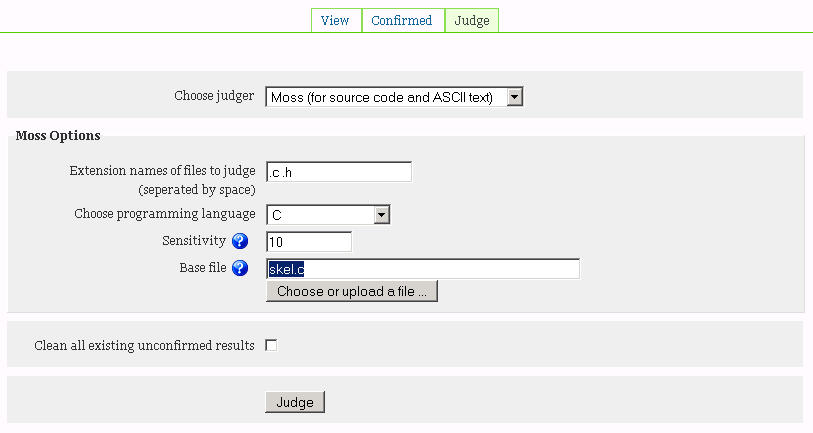 View Confirmed Judge
Choose judger Moss (for source code and ASCII text)
Moss Options
Extension names of files to judge .c .h
(seperated by space)
Choose programming language C
Sensitivity ? 10
Base file ? skel.c
Choose or upload a file ...
Clean all existing unconfirmed results
Judge